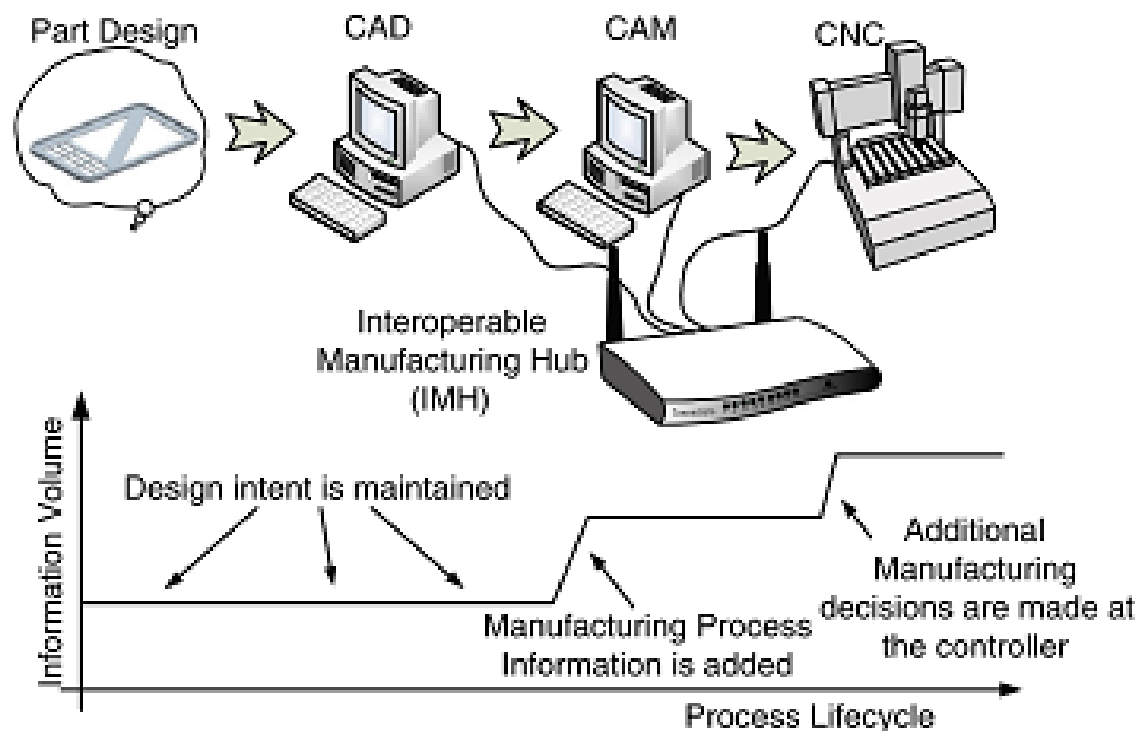 Part Design
CAD
CAM
CNC
Interoperable
Manufacturing Hub
(IMH)
Information Volume
Design intent is maintained
Manufacturing Process
Information is added
Additional
Manufacturing
decisions are made at
the controller
Process Lifecycle